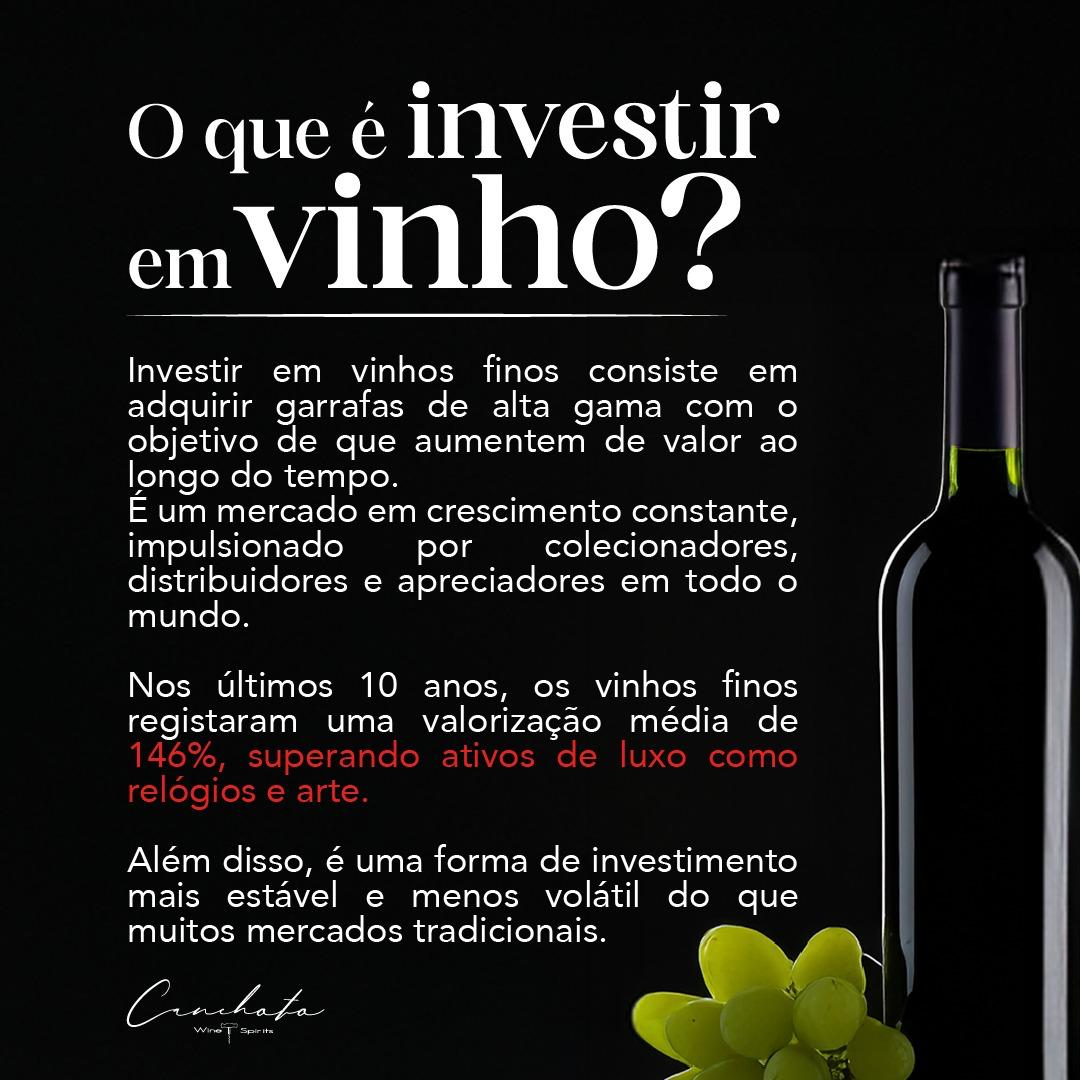 O que é investir
em vinho?
Investir em vinhos finos consiste em
adquirir garrafas de alta gama com o
objetivo de que aumentem de valor ao
longo do tempo.
É um mercado em crescimento constante,
impulsionado por colecionadores,
distribuidores e apreciadores em todo o
mundo.
Nos últimos 10 anos, os vinhos finos
registaram uma valorização média de
146%, superando ativos de luxo como
relógios e arte.
Além disso, é uma forma de investimento
mais estável e menos volátil do que
muitos mercados tradicionais.
Canchoto
Wine Spirits